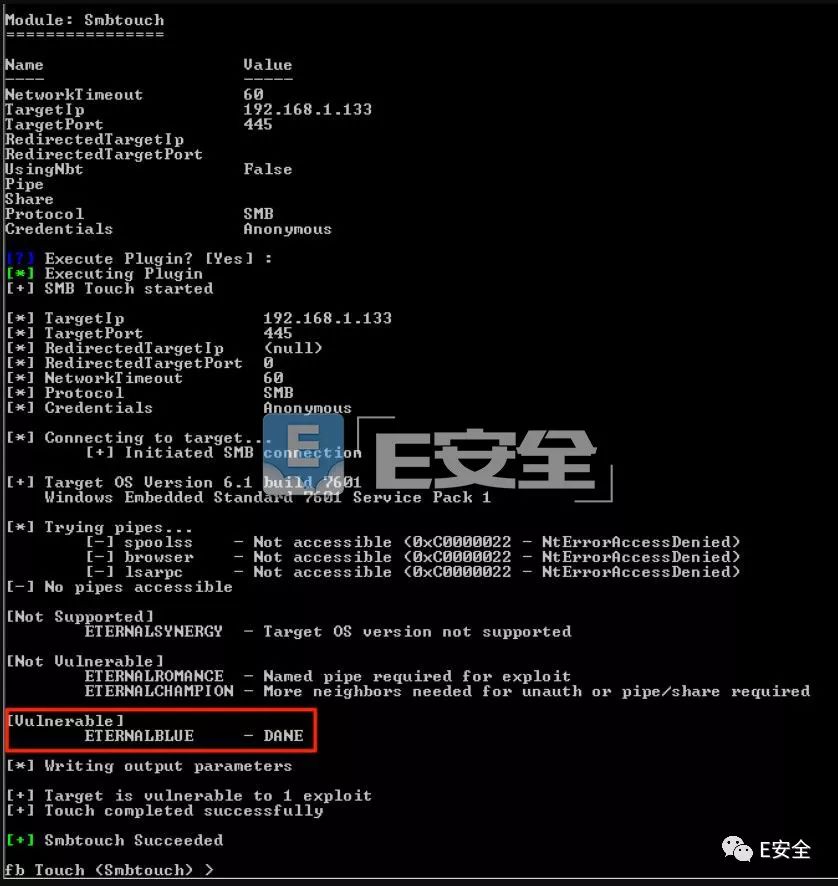 Module: Smbtouch
================
Name Value
---- -----
NetworkTimeout 60
TargetIp 192.168.1.133
TargetPort 445
RedirectedTargetIp
RedirectedTargetPort
UsingNbt False
Pipe
Share
Protocol SMB
Credentials Anonymous
[?] Execute Plugin? [Yes] :
[*] Executing Plugin
[+] SMB Touch started
[*] TargetIp 192.168.1.133
[*] TargetPort 445
[*] RedirectedTargetIp (null)
[*] RedirectedTargetPort 0
[*] NetworkTimeout 60
[*] Protocol SMB
[*] Credentials Anonymous
[*] Connecting to target...
[+] Initiated SMB connection
E E安全
[+] Target OS Version 6.1 build 7601
Windows Embedded Standard 7601 Service Pack 1
[*] Trying pipes...
[-] spoolss - Not accessible (0xC0000022 - NtErrorAccessDenied)
[-] browser - Not accessible (0xC0000022 - NtErrorAccessDenied)
[-] lsarpc - Not accessible (0xC0000022 - NtErrorAccessDenied)
[-] No pipes accessible
[Not Supported]
ETERNALSYNERGY - Target OS version not supported
[Not Vulnerable]
ETERNALROMANCE - Named pipe required for exploit
ETERNALCHAMPION - More neighbors needed for unauth or pipe/share required
[Vulnerable]
ETERNALBLUE - DANE
[*] Writing output parameters
[+] Target is vulnerable to 1 exploit
[+] Touch completed successfully
[+] Smbtouch Succeeded
E安全
fb Touch (Smbtouch) >